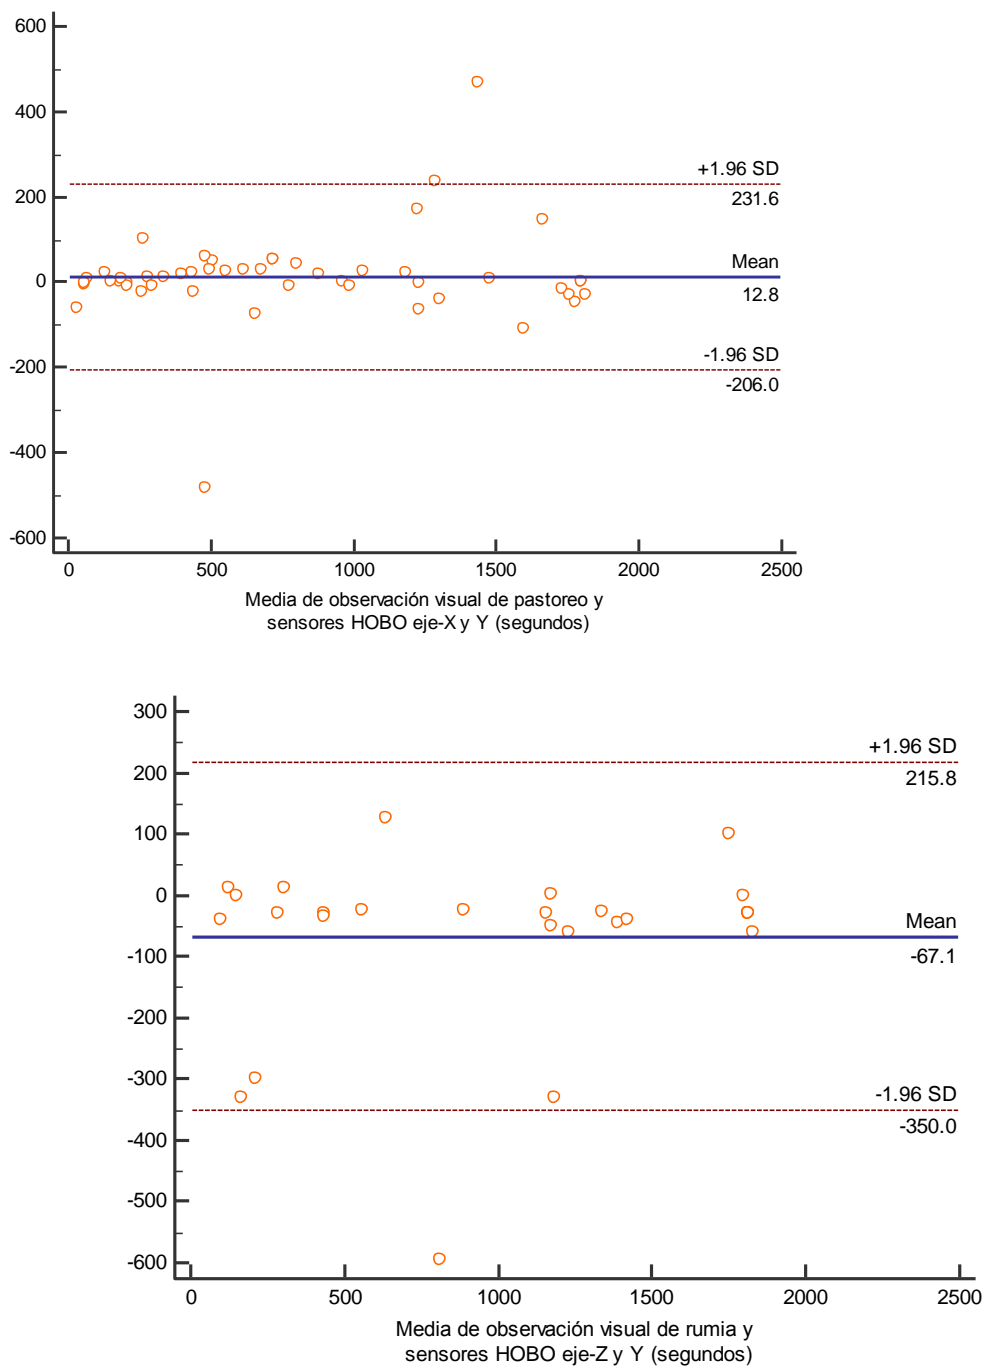 600
400
200
0
-200
-400
-600
+1.96 SD
231.6
Mean
12.8
-1.96 SD
-206.0
0 500 1000 1500 2000 2500
Media de observación visual de pastoreo y
sensores HOBO eje-X y Y (segundos)
300
200
100
0
-100
-200
-300
-400
-500
-600
+1.96 SD
215.8
Mean
-67.1
-1.96 SD
-350.0
0 500 1000 1500 2000 2500
Media de observación visual de rumia y
sensores HOBO eje-Z y Y (segundos)